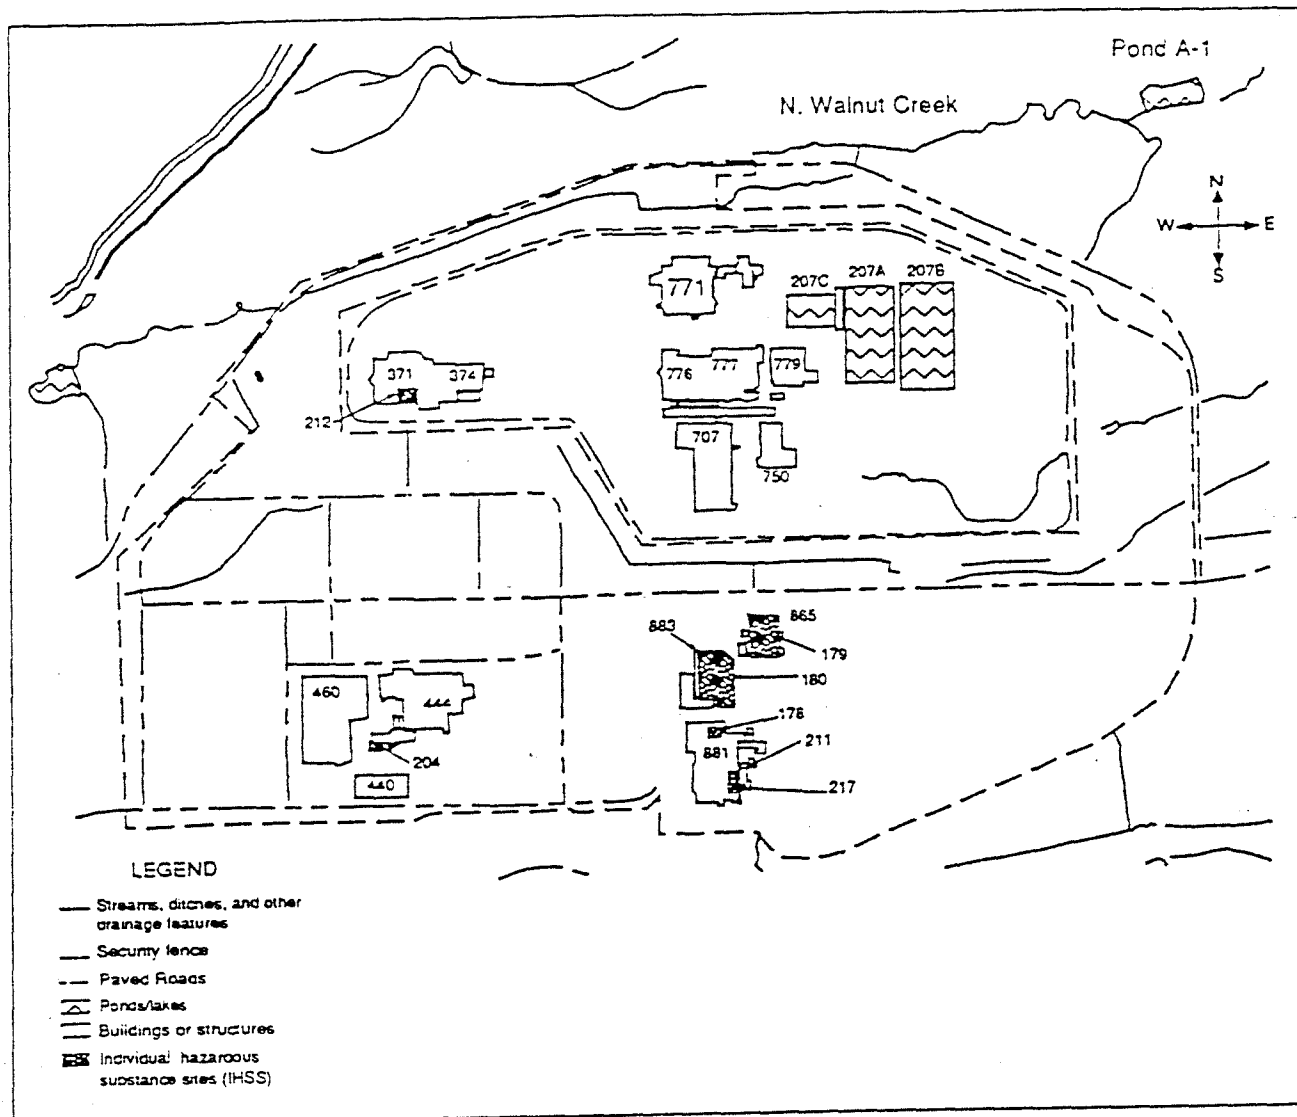 Pond A-1
N. Walnut Creek
N
W E
S
771
207C 207A 207B
371 374
776 777 779
212
707
750
883 865
179
180
460 444
178
881 211
204
440 217
LEGEND
Streams, ditches, and other
drainage features
Security fence
Paved Roads
Ponds/lakes
Buildings or structures
Individual hazardous
substance sites (IHSS)